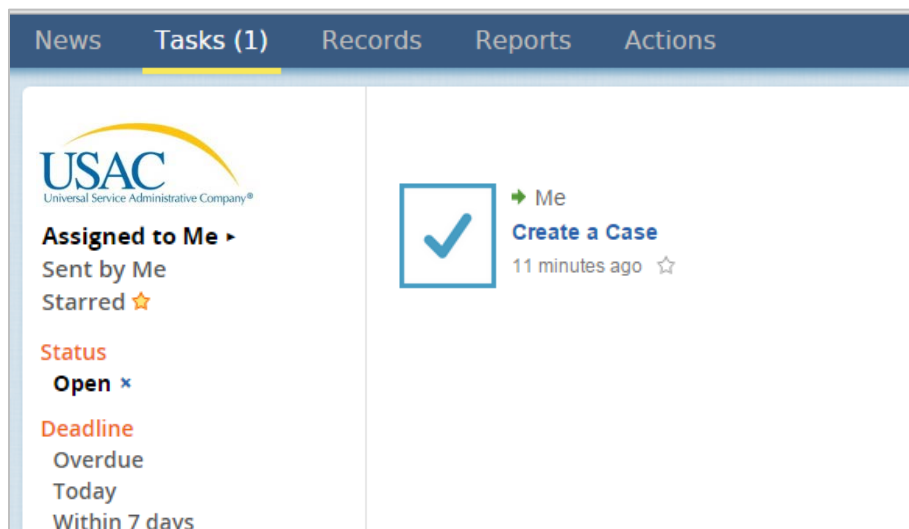 News Tasks (1) Records Reports Actions
USAC
Universal Service Administrative Company®
Assigned to Me ▸
Sent by Me
Starred
Status
Open ×
Deadline
Overdue
Today
Within 7 days
Me
Create a Case
11 minutes ago